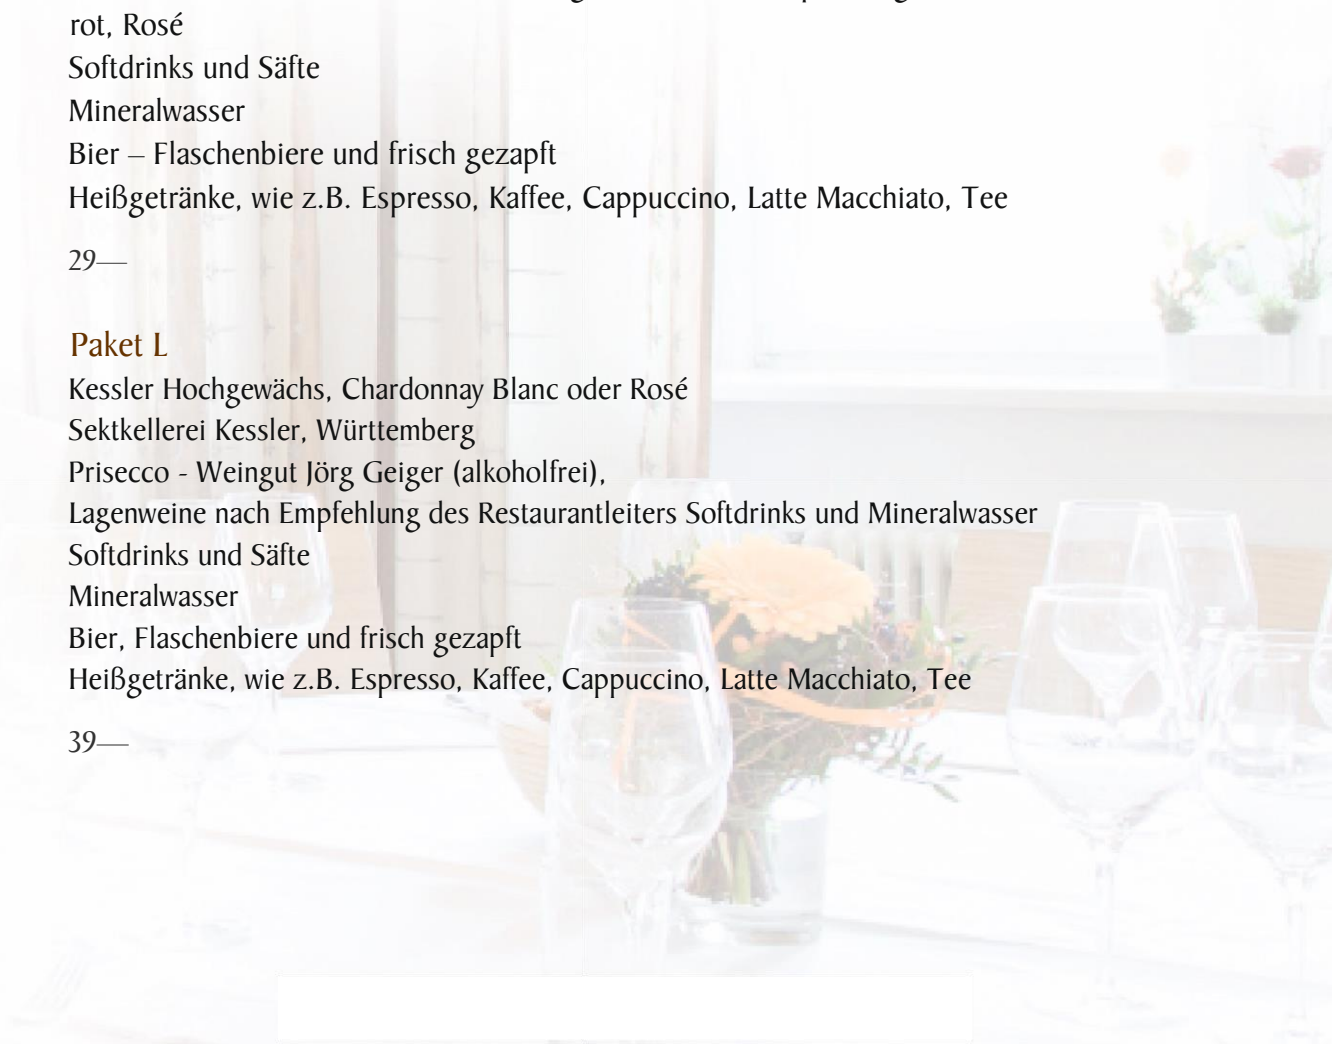 rot, Rosé
Softdrinks und Säfte
Mineralwasser
Bier – Flaschenbiere und frisch gezapft
Heißgetränke, wie z.B. Espresso, Kaffee, Cappuccino, Latte Macchiato, Tee
29—
Paket L
Kessler Hochgewächs, Chardonnay Blanc oder Rosé
Sektkellerei Kessler, Württemberg
Prisecco - Weingut Jörg Geiger (alkoholfrei),
Lagenweine nach Empfehlung des Restaurantleiters Softdrinks und Mineralwasser
Softdrinks und Säfte
Mineralwasser
Bier, Flaschenbiere und frisch gezapft
Heißgetränke, wie z.B. Espresso, Kaffee, Cappuccino, Latte Macchiato, Tee
39—